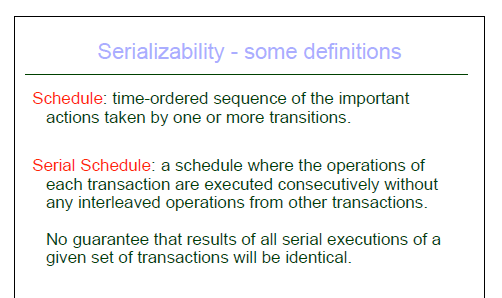 Serializability - some definitions
Schedule: time-ordered sequence of the important
actions taken by one or more transitions.
Serial Schedule: a schedule where the operations of
each transaction are executed consecutively without
any interleaved operations from other transactions.
No guarantee that results of all serial executions of a
given set of transactions will be identical.